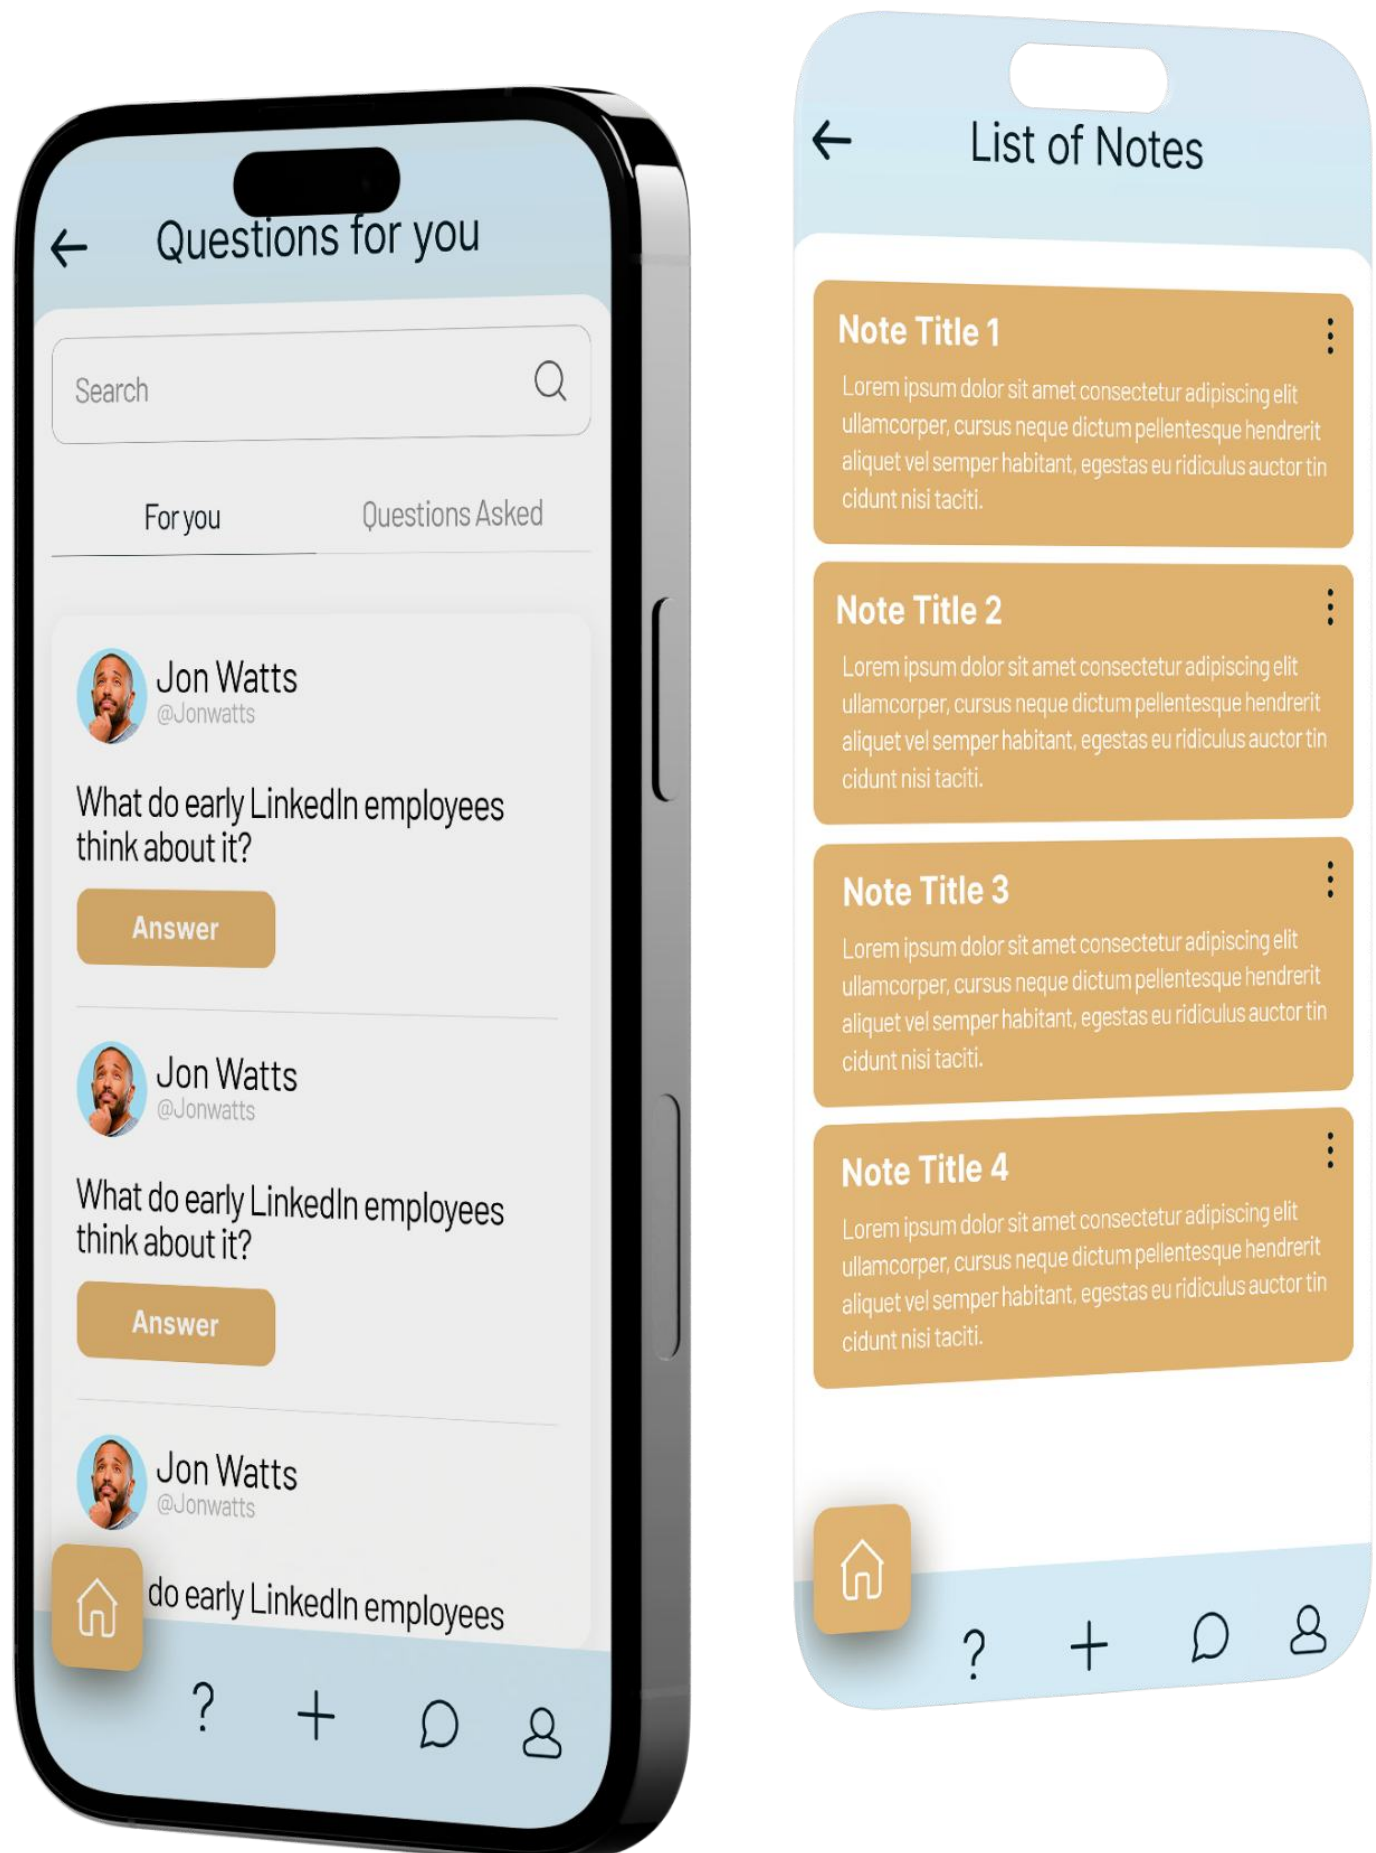 Questions for you
Search
For you
Questions Asked
Jon Watts
@Jonwatts
What do early LinkedIn employees
think about it?
Answer
Jon Watts
@Jonwatts
What do early LinkedIn employees
think about it?
Answer
Jon Watts
@Jonwatts
do early LinkedIn employees
?
List of Notes
Note Title 1
Lorem ipsum dolor sit amet consectetur adipiscing elit
ullamcorper, cursus neque dictum pellentesque hendrerit
aliquet vel semper habitant, egestas eu ridiculus auctor tin
cidunt nisi taciti.
Note Title 2
Lorem ipsum dolor sit amet consectetur adipiscing elit
ullamcorper, cursus neque dictum pellentesque hendrerit
aliquet vel semper habitant, egestas eu ridiculus auctor tin
cidunt nisi taciti.
Note Title 3
Lorem ipsum dolor sit amet consectetur adipiscing elit
ullamcorper, cursus neque dictum pellentesque hendrerit
aliquet vel semper habitant, egestas eu ridiculus auctor tin
cidunt nisi taciti.
Note Title 4
Lorem ipsum dolor sit amet consectetur adipiscing elit
ullamcorper, cursus neque dictum pellentesque hendrerit
aliquet vel semper habitant, egestas eu ridiculus auctor tin
cidunt nisi taciti.
?